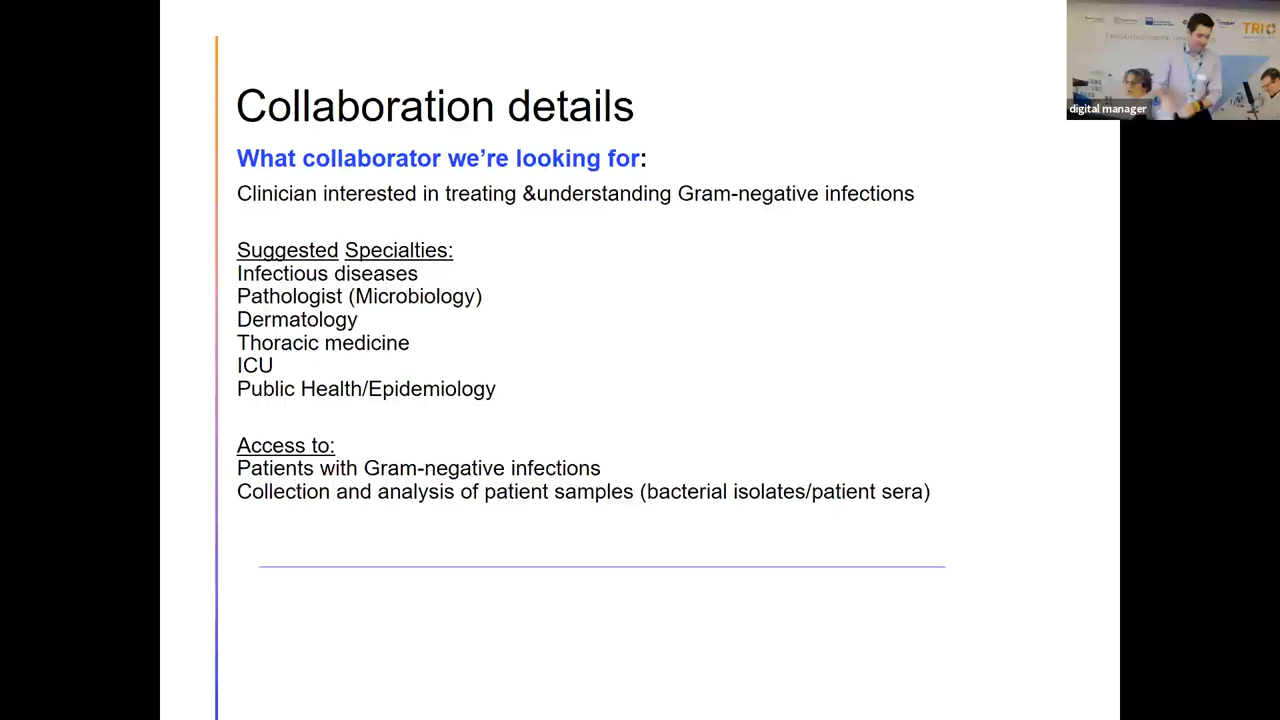 Collaboration details
What collaborator we're looking for:
Clinician interested in treating &understanding Gram-negative infections
Suggested Specialties:
Infectious diseases
Pathologist (Microbiology)
Dermatology
Thoracic medicine
ICU
Public Health/Epidemiology
Access to:
Patients with Gram-negative infections
Collection and analysis of patient samples (bacterial isolates/patient sera)
TRI
digital manager